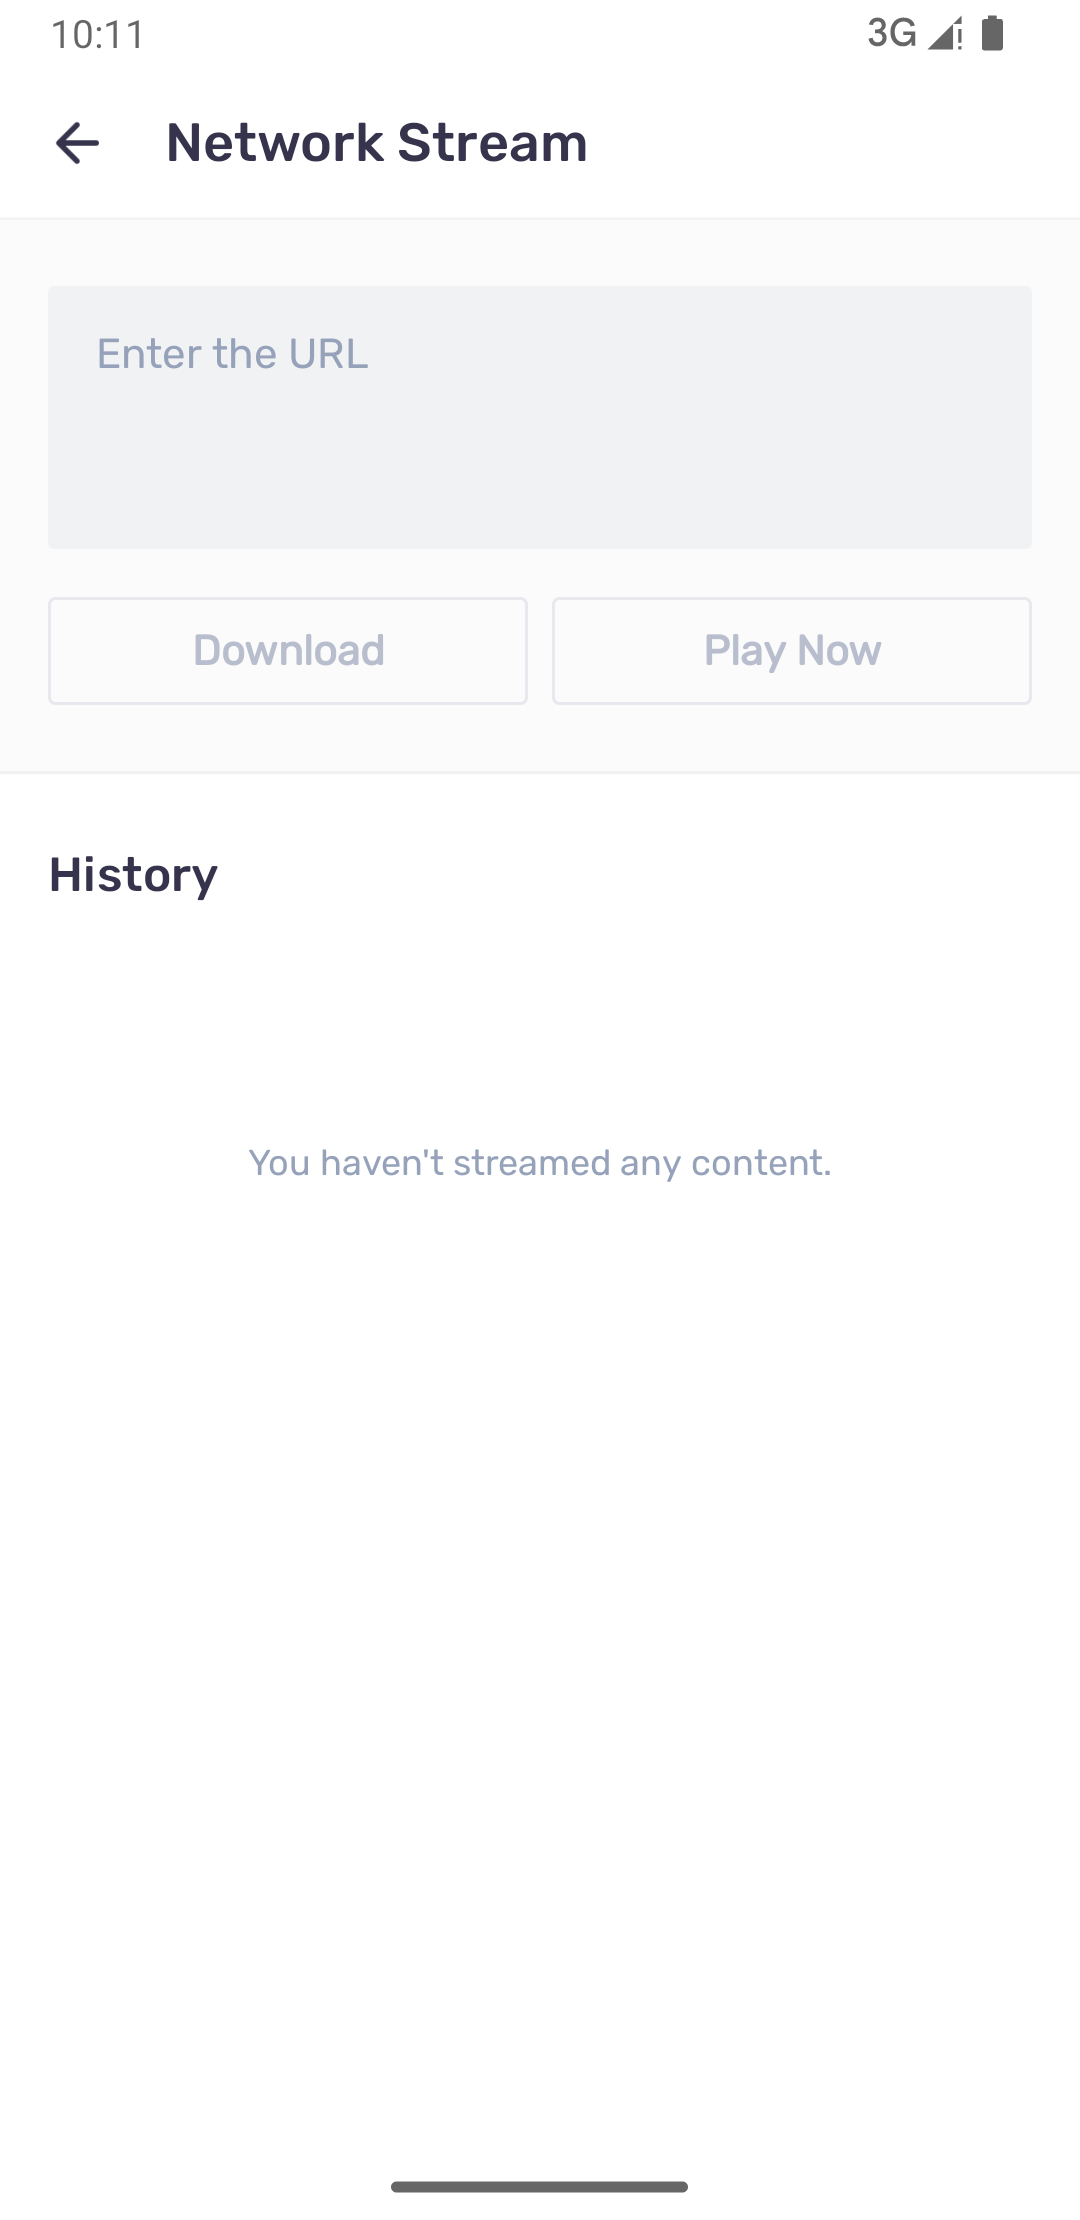 10:11
3G
Network Stream
Enter the URL
Download
Play Now
History
You haven't streamed any content.